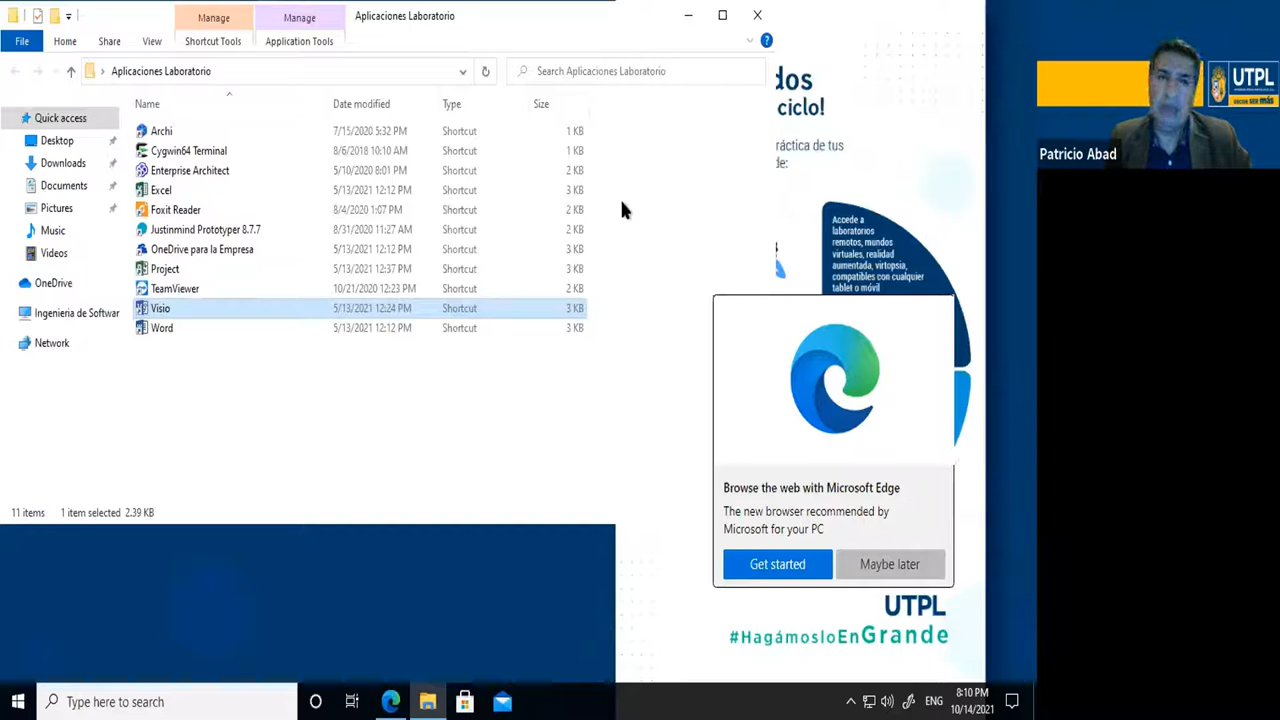 Manage
Manage
Aplicaciones Laboratorio
File
Home
Share
View
Shortcut Tools
Application Tools
Aplicaciones Laboratorio
Search Aplicaciones Laboratorio
Name
Date modified
Type
Size
Quick access
Desktop
Downloads
Documents
Pictures
Music
Videos
OneDrive
Ingenieria de Softwar
Network
Archi 7/15/2020 5:32 PM Shortcut 1 KB
Cygwin64 Terminal 8/6/2018 10:10 AM Shortcut 1 KB
Enterprise Architect 5/10/2020 8:01 PM Shortcut 2 KB
Excel 5/13/2021 12:12 PM Shortcut 3 KB
Foxit Reader 8/4/2020 1:07 PM Shortcut 2 KB
Justinmind Prototyper 8.7.7 8/31/2020 11:27 AM Shortcut 2 KB
OneDrive para la Empresa 5/13/2021 12:12 PM Shortcut 3 KB
Project 5/13/2021 12:37 PM Shortcut 3 KB
TeamViewer 10/21/2020 12:23 PM Shortcut 2 KB
Visio 5/13/2021 12:24 PM Shortcut 3 KB
Word 5/13/2021 12:12 PM Shortcut 3 KB
11 items 1 item selected 2.39 KB
dos
ciclo!
ráctica de tus
de:
Accede a
laboratorios
remotos, mundos
virtuales, realidad
aumentada, virtopsia,
compatibles con cualquier
tablet o móvil
Browse the web with Microsoft Edge
The new browser recommended by
Microsoft for your PC
Get started
Maybe later
UTPL
#HagámosloEnGrande
UTPL
DECIDE SER MÁS
Patricio Abad
Type here to search
ENG
8:10 PM
10/14/2021